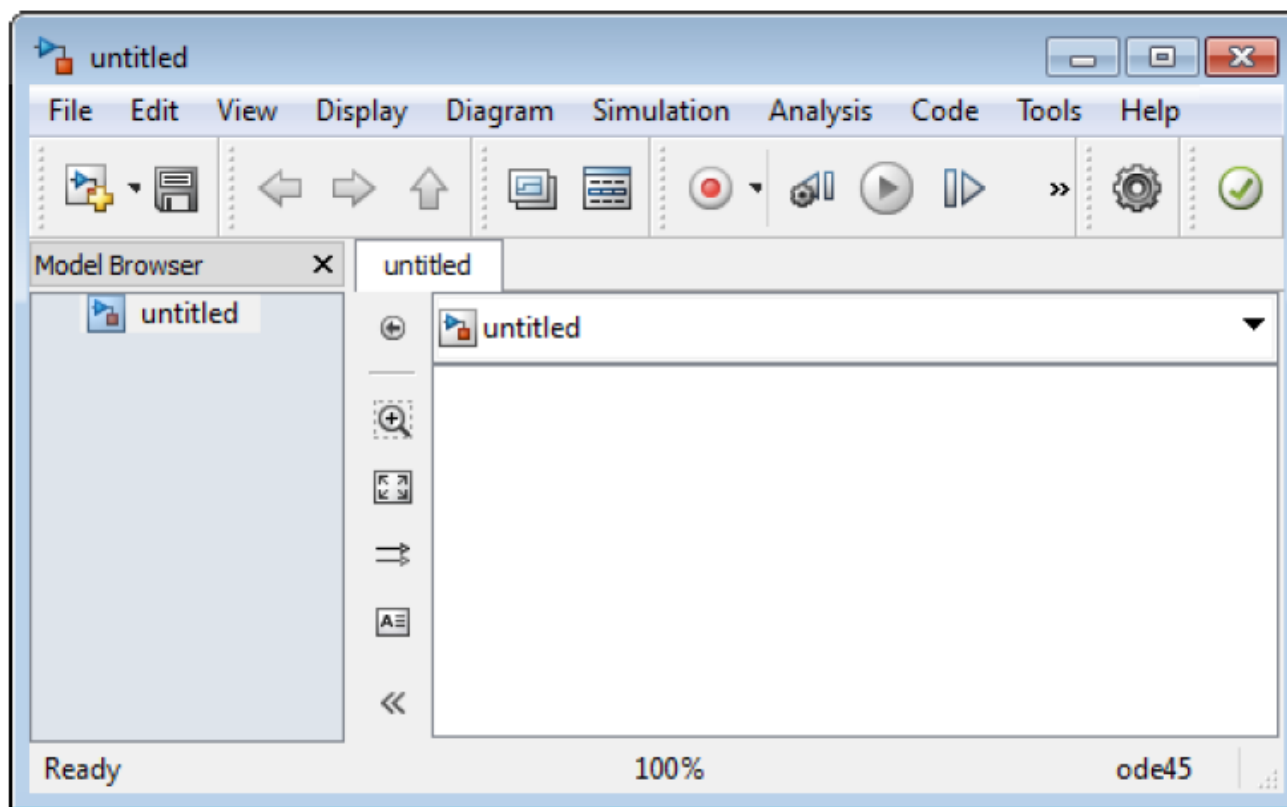 untitled
File Edit View Display Diagram Simulation Analysis Code Tools Help
Model Browser
untitled
untitled
untitled
Ready 100% ode45